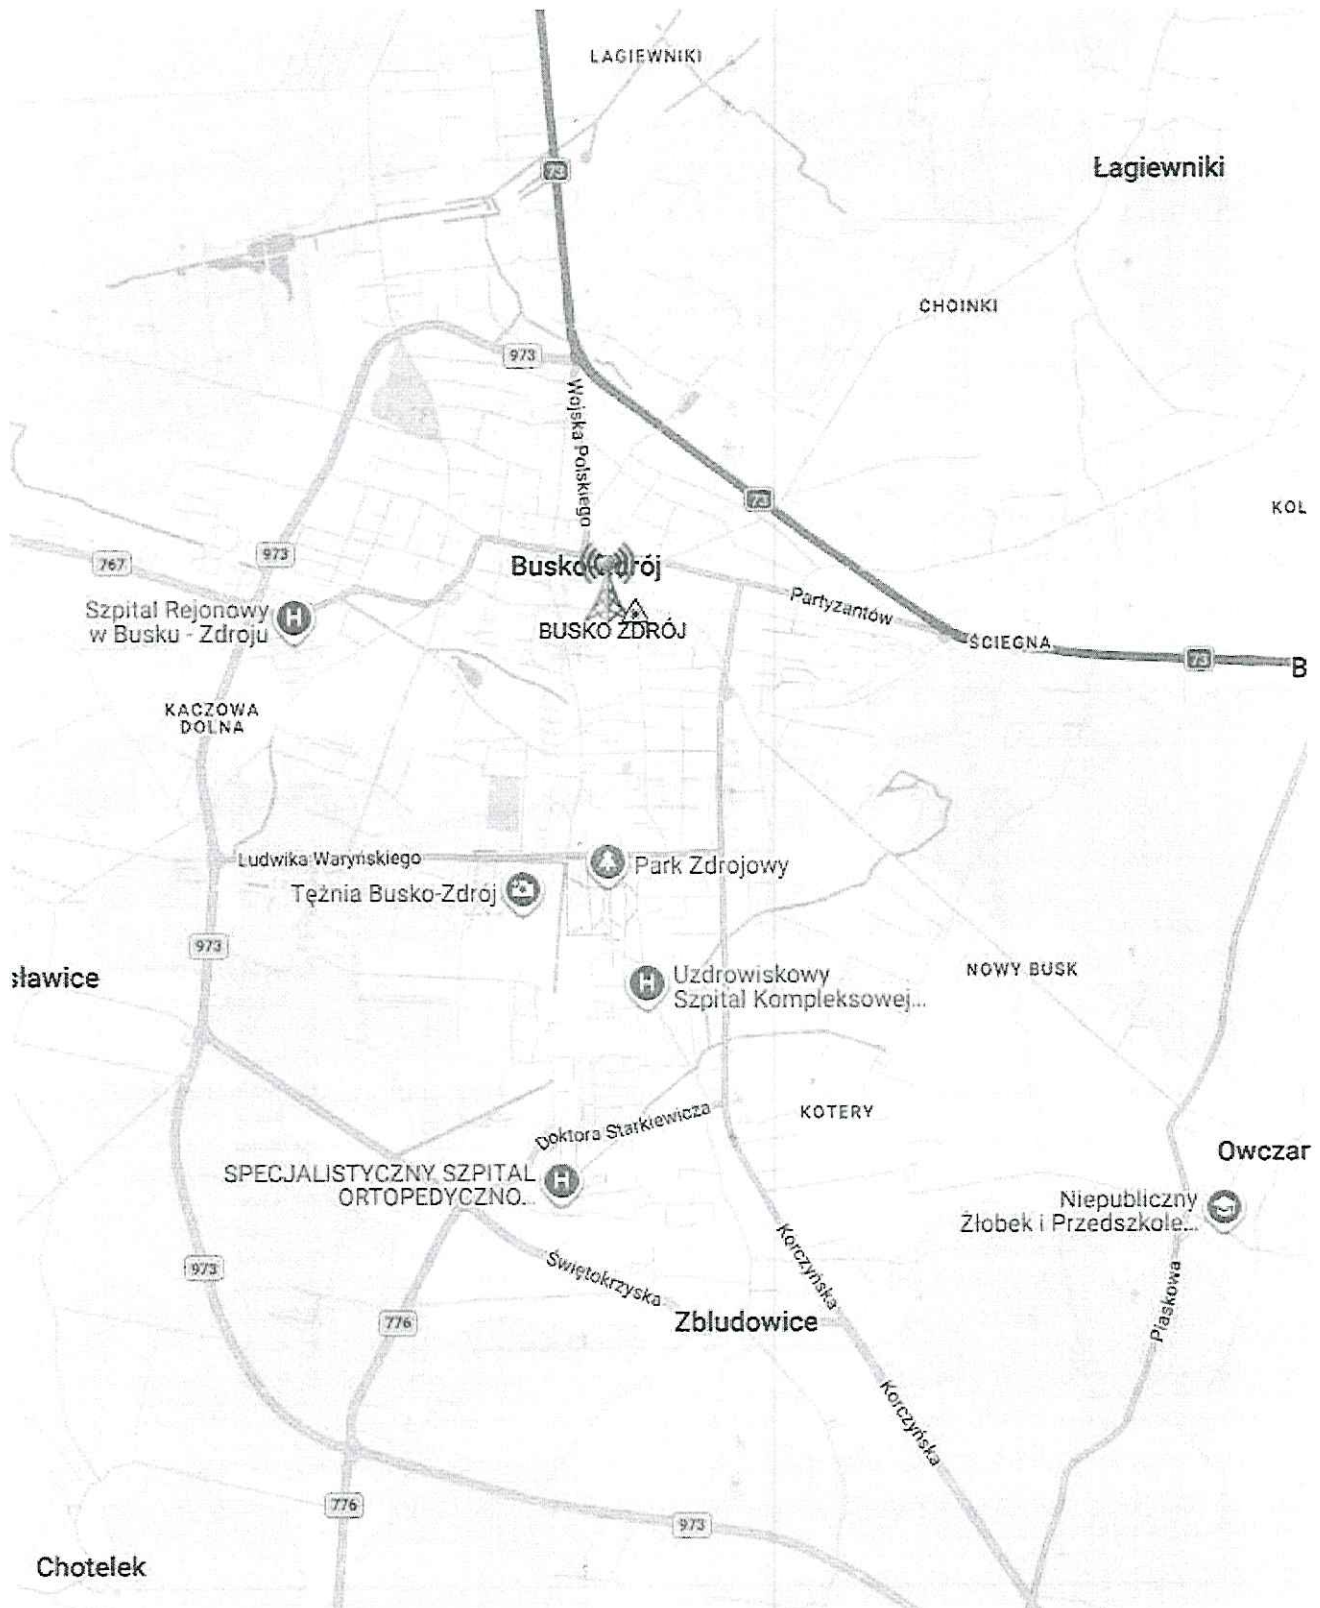 ŁAGIEWNIKI
73
Łagiewniki
CHOINKI
973
Wojska Polskiego
73
KOL
767
973
Busko-Zdrój
Partyzantów
Szpital Rejonowy
w Busku - Zdroju
BUSKO ZDRÓJ
ŚCIEGNA
73
B
KACZOWA
DOLNA
Ludwika Waryńskiego
Park Zdrojowy
Tężnia Busko-Zdrój
973
sławice
NOWY BUSK
Uzdrowiskowy
Szpital Kompleksowej...
Doktora Starkiewicza
KOTERY
Owczar
SPECJALISTYCZNY SZPITAL
ORTOPEDYCZNO...
Niepubliczny
Żłobek i Przedszkole...
Korczyńska
973
Świętokrzyska
Piaskowa
776
Zbludowice
Korczyńska
776
973
Chotelek